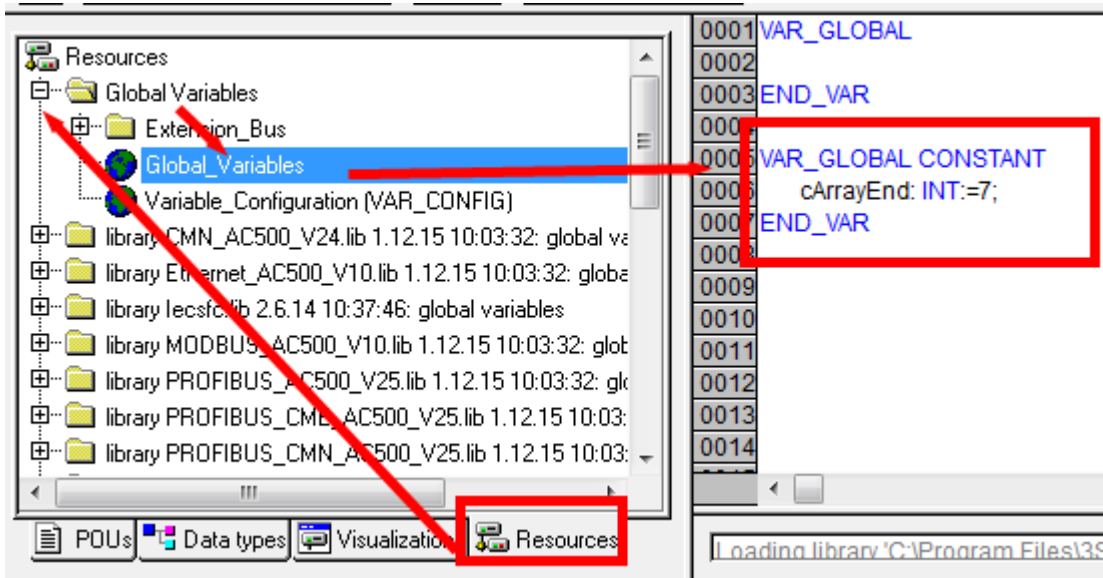 Resources
Global Variables
Extension_Bus
Global_Variables
Variable_Configuration (VAR_CONFIG)
library CMN_AC500_V24.lib 1.12.15 10:03:32: global va
library Ethernet_AC500_V10.lib 1.12.15 10:03:32: globa
library Iecsfc.lib 2.6.14 10:37:46: global variables
library MODBUS_AC500_V10.lib 1.12.15 10:03:32: glob
library PROFIBUS_AC500_V25.lib 1.12.15 10:03:32: glo
library PROFIBUS_CME_AC500_V25.lib 1.12.15 10:03:
library PROFIBUS_CMN_AC500_V25.lib 1.12.15 10:03:
POUs Data types Visualization Resources
0001 VAR_GLOBAL
0002
0003 END_VAR
0004
0005 VAR_GLOBAL CONSTANT
0006 cArrayEnd: INT:=7;
0007 END_VAR
0008
0009
0010
0011
0012
0013
0014
Loading library 'C:\Program Files\3S